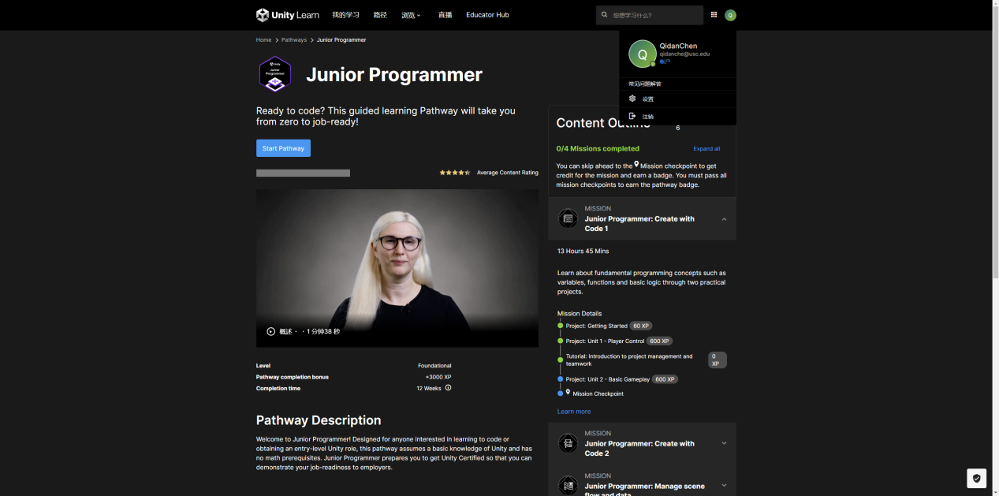 Unity Learn
我的学习
路径
浏览
直播
Educator Hub
您想学习什么?
Q
Home > Pathways > Junior Programmer
Q
QidanChen
qidanche@usc.edu
帐户
常见问题解答
设置
注销
Unity
Junior
Programmer
Junior Programmer
Ready to code? This guided learning Pathway will take you
from zero to job-ready!
Start Pathway
Average Content Rating
概述 · · 1 分钟38 秒
Level
Foundational
Pathway completion bonus
+3000 XP
Completion time
12 Weeks
Pathway Description
Welcome to Junior Programmer! Designed for anyone interested in learning to code or
obtaining an entry-level Unity role, this pathway assumes a basic knowledge of Unity and has
no math prerequisites. Junior Programmer prepares you to get Unity Certified so that you can
demonstrate your job-readiness to employers.
Content Outline
6
0/4 Missions completed
Expand all
You can skip ahead to the Mission checkpoint to get
credit for the mission and earn a badge. You must pass all
mission checkpoints to earn the pathway badge.
MISSION
Junior Programmer: Create with
Code 1
13 Hours 45 Mins
Learn about fundamental programming concepts such as
variables, functions and basic logic through two practical
projects.
Mission Details
Project: Getting Started 60 XP
Project: Unit 1 - Player Control 600 XP
Tutorial: Introduction to project management and
teamwork
0
XP
Project: Unit 2 - Basic Gameplay 600 XP
Mission Checkpoint
Learn more
MISSION
Junior Programmer: Create with
Code 2
MISSION
Junior Programmer: Manage scene
flow and data